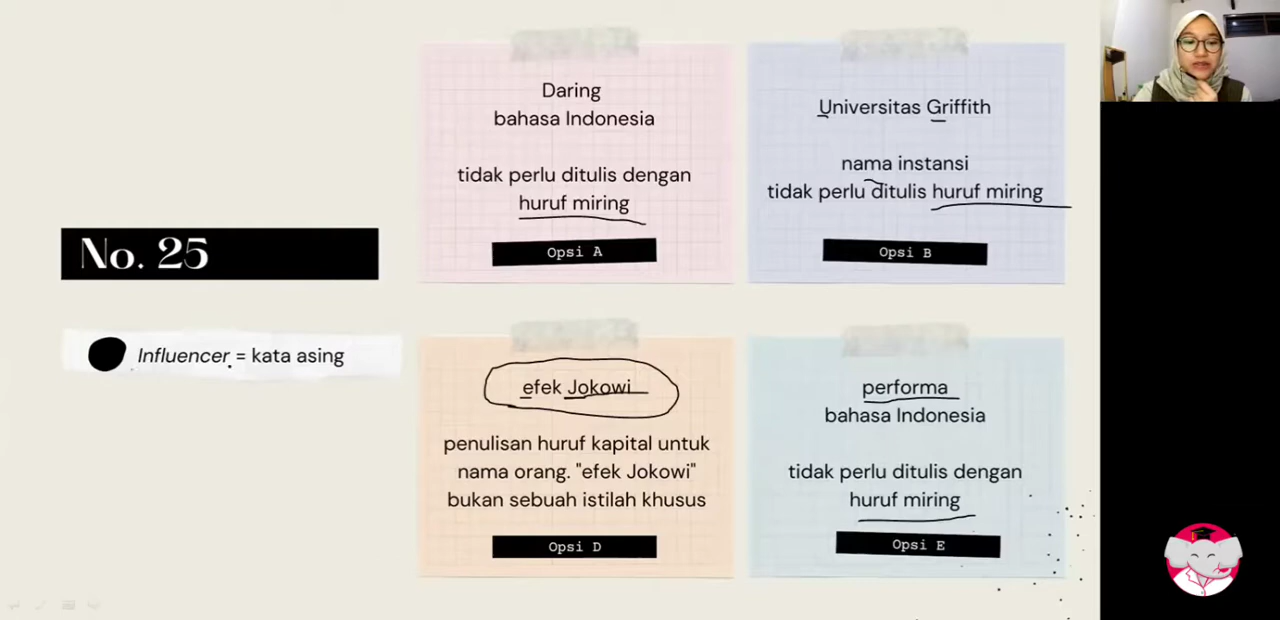 No. 25
Influencer = kata asing
Daring
bahasa Indonesia
tidak perlu ditulis dengan
huruf miring
Opsi A
Universitas Griffith
nama instansi
tidak perlu ditulis huruf miring
Opsi B
efek Jokowi
penulisan huruf kapital untuk
nama orang. "efek Jokowi"
bukan sebuah istilah khusus
Opsi D
performa
bahasa Indonesia
tidak perlu ditulis dengan
huruf miring
Opsi E